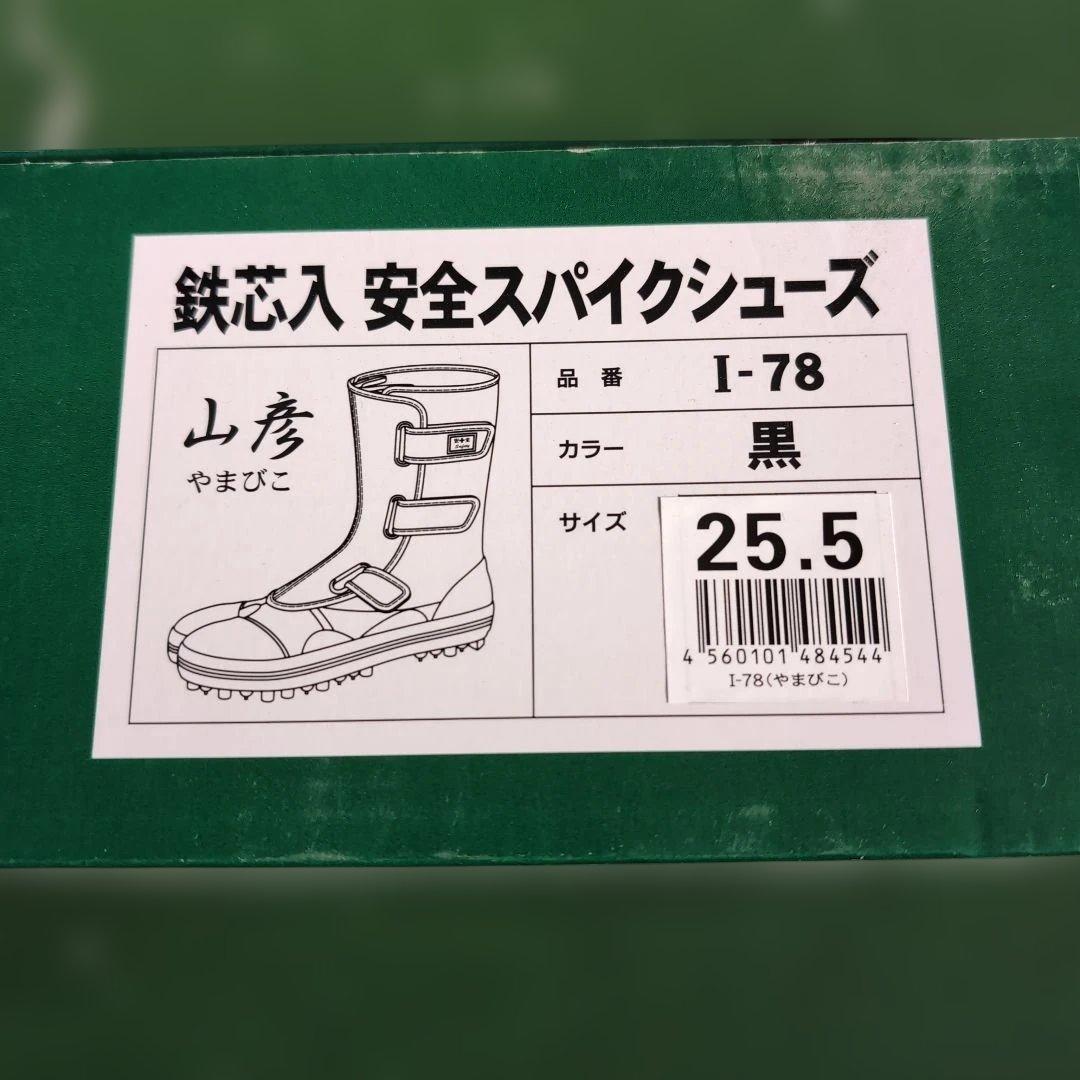 鉄芯入 安全スパイクシューズ
山彦
やまびこ
品 番 I-78
カラー 黒
サイズ 25.5
4 560101 484544
I-78(やまびこ)